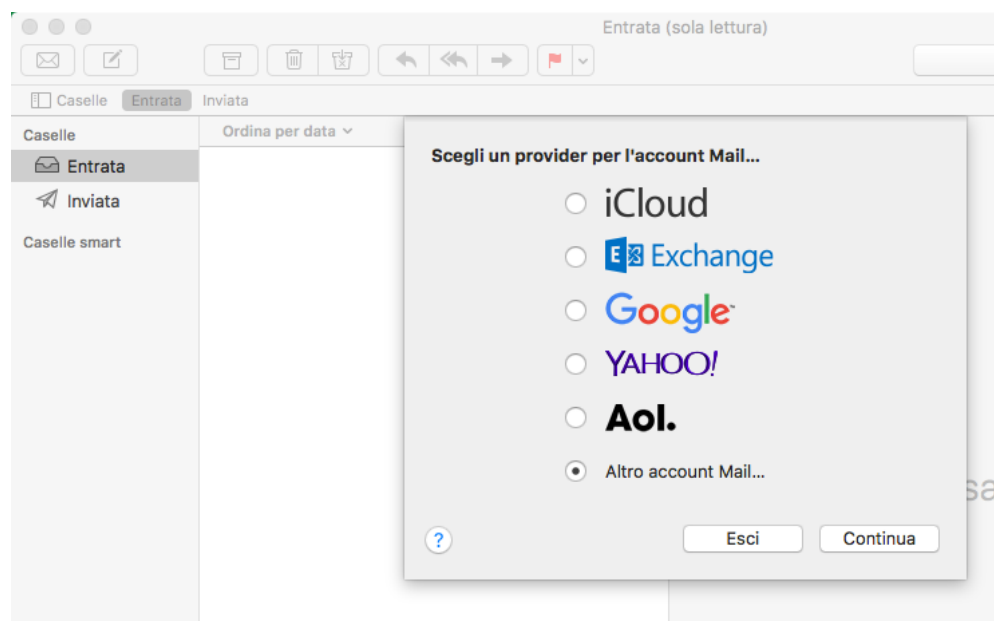 Entrata (sola lettura)
Caselle Entrata Inviata
Caselle
Ordina per data
Entrata
Inviata
Caselle smart
Scegli un provider per l'account Mail...
iCloud
E Exchange
Google™
YAHOO!
Aol.
Altro account Mail...
?
Esci Continua